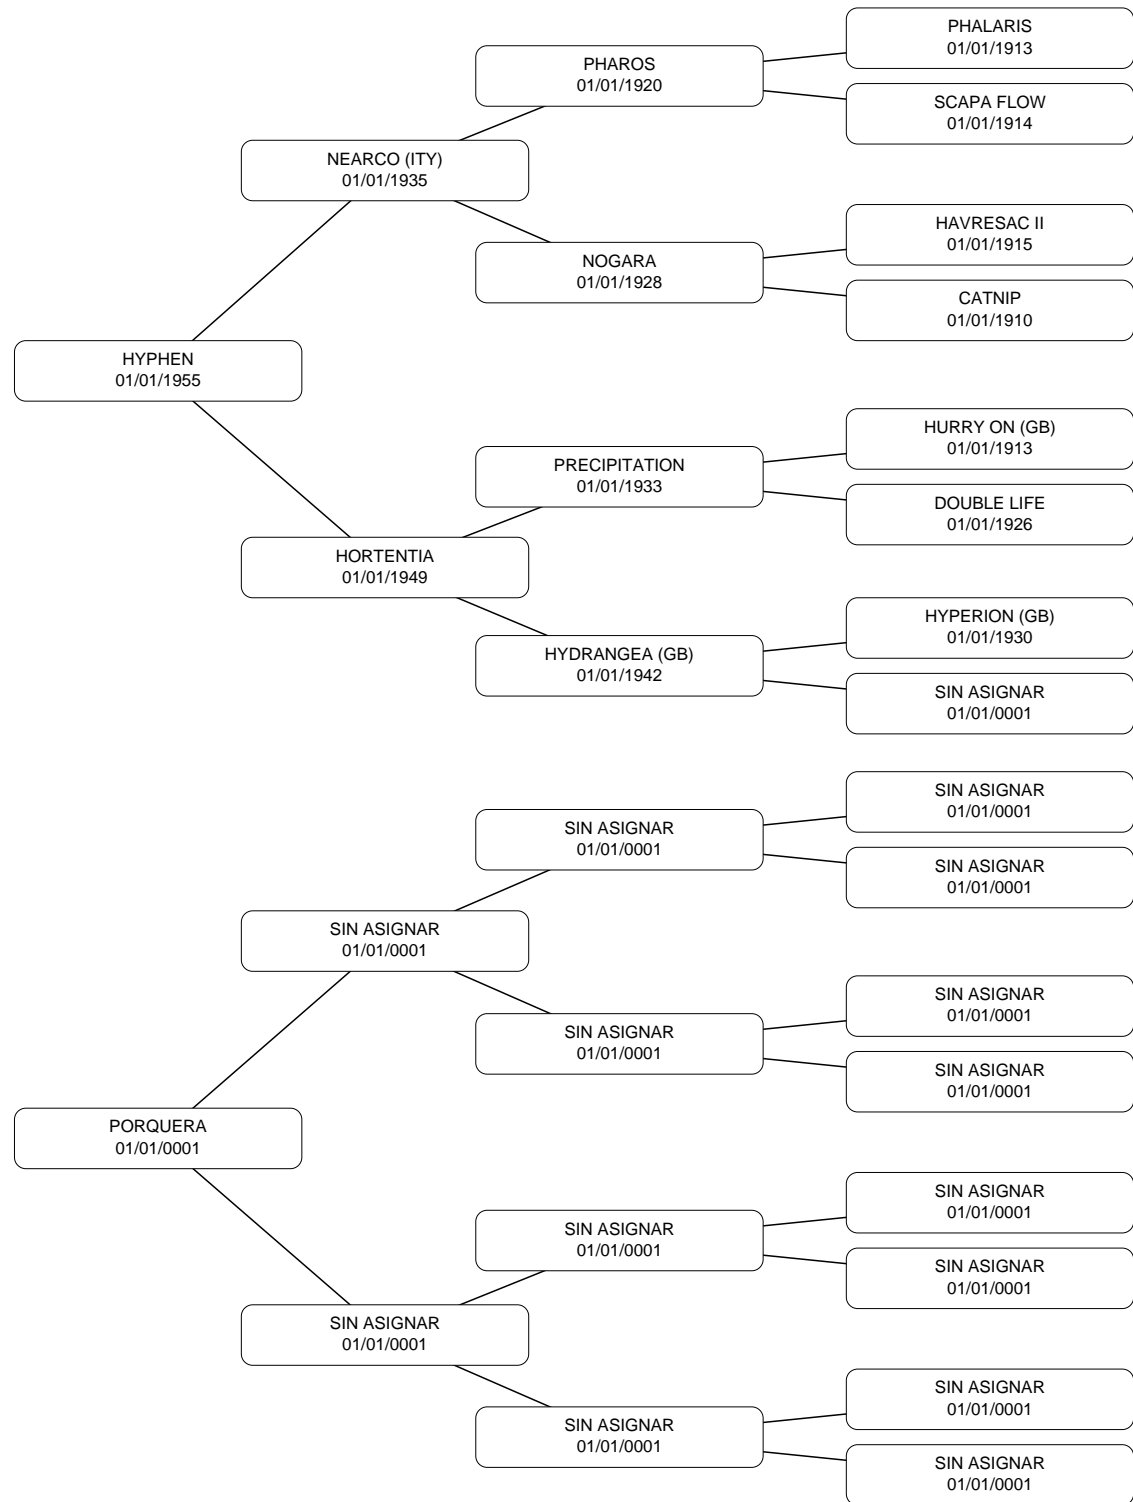 PHALARIS
01/01/1913
PHAROS
01/01/1920
SCAPA FLOW
01/01/1914
NEARCO (ITY)
01/01/1935
HAVRESAC II
01/01/1915
NOGARA
01/01/1928
CATNIP
01/01/1910
HYPHEN
01/01/1955
HURRY ON (GB)
01/01/1913
PRECIPITATION
01/01/1933
DOUBLE LIFE
01/01/1926
HORTENTIA
01/01/1949
HYPERION (GB)
01/01/1930
HYDRANGEA (GB)
01/01/1942
SIN ASIGNAR
01/01/0001
SIN ASIGNAR
01/01/0001
SIN ASIGNAR
01/01/0001
SIN ASIGNAR
01/01/0001
SIN ASIGNAR
01/01/0001
SIN ASIGNAR
01/01/0001
SIN ASIGNAR
01/01/0001
SIN ASIGNAR
01/01/0001
PORQUERA
01/01/0001
SIN ASIGNAR
01/01/0001
SIN ASIGNAR
01/01/0001
SIN ASIGNAR
01/01/0001
SIN ASIGNAR
01/01/0001
SIN ASIGNAR
01/01/0001
SIN ASIGNAR
01/01/0001
SIN ASIGNAR
01/01/0001